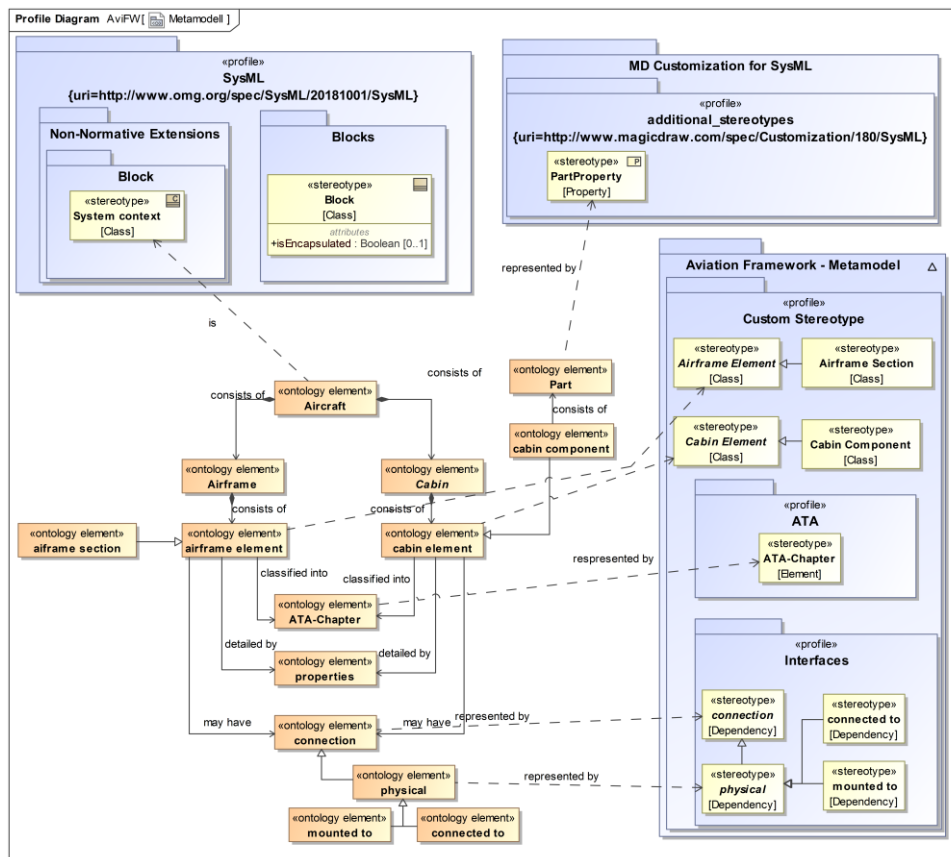 Profile Diagram AviFW[ Metamodell ]
«profile»
SysML
{uri=http://www.omg.org/spec/SysML/20181001/SysML}
Non-Normative Extensions
Block
«stereotype»
System context
[Class]
C
Blocks
«stereotype»
Block
[Class]
attributes
+isEncapsulated : Boolean [0..1]
MD Customization for SysML
«profile»
additional_stereotypes
{uri=http://www.magicdraw.com/spec/Customization/180/SysML}
«stereotype»
P
PartProperty
[Property]
represented by
is
Aviation Framework - Metamodel
«profile»
Custom Stereotype
«stereotype»
Airframe Element
[Class]
«stereotype»
Airframe Section
[Class]
«stereotype»
Cabin Element
[Class]
«stereotype»
Cabin Component
[Class]
«profile»
ATA
«stereotype»
ATA-Chapter
[Element]
«profile»
Interfaces
«stereotype»
connection
[Dependency]
«stereotype»
connected to
[Dependency]
«stereotype»
physical
[Dependency]
«stereotype»
mounted to
[Dependency]
«ontology element»
Aircraft
consists of
consists of
«ontology element»
Part
consists of
«ontology element»
cabin component
«ontology element»
Airframe
«ontology element»
Cabin
consists of
consists of
«ontology element»
aiframe section
«ontology element»
airframe element
«ontology element»
cabin element
classified into
classified into
respresented by
«ontology element»
ATA-Chapter
detailed by
detailed by
«ontology element»
properties
may have
may have
represented by
«ontology element»
connection
«ontology element»
physical
represented by
«ontology element»
mounted to
«ontology element»
connected to